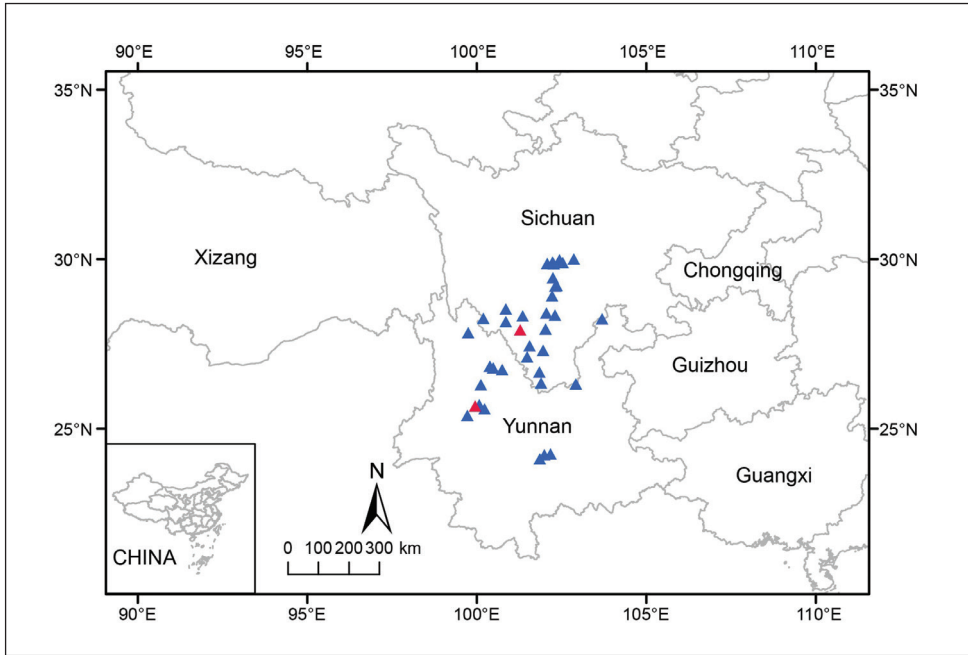 90°E 95°E 100°E 105°E 110°E
35°N 35°N
Sichuan
Xizang
30°N 30°N
Chongqing
Guizhou
25°N 25°N
Yunnan
Guangxi
N
0 100 200 300 km
CHINA
90°E 95°E 100°E 105°E 110°E